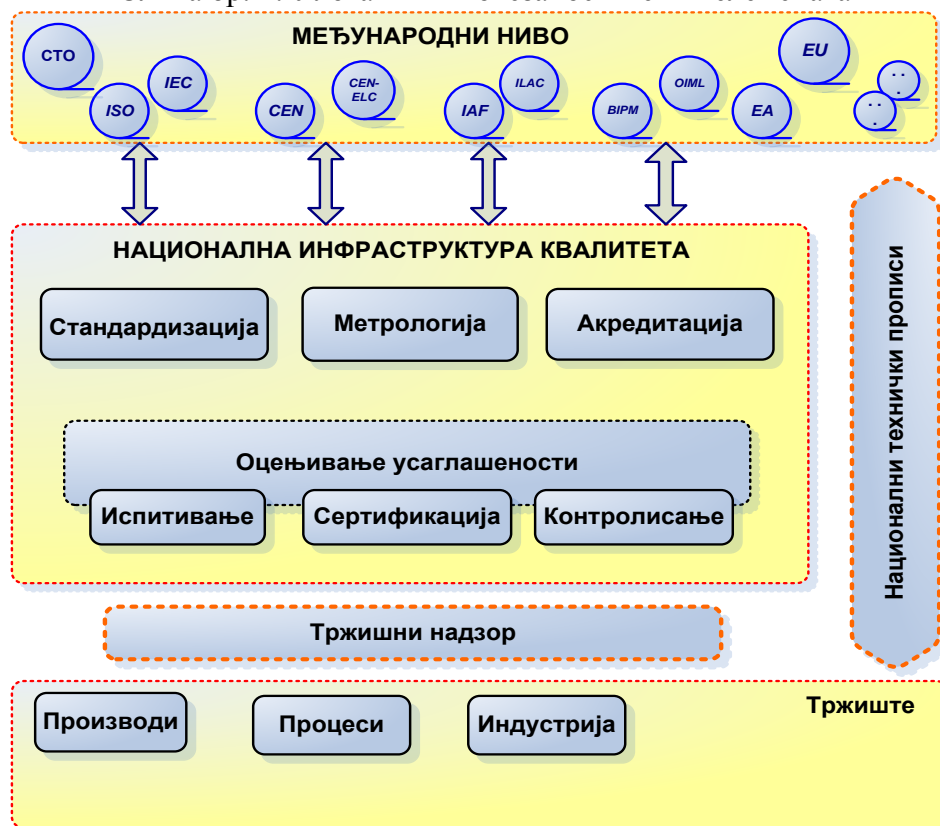 МЕЂУНАРОДНИ НИВО
СТО
ISO
IEC
CEN
CEN-
ELC
IAF
ILAC
BIPM
OIML
EA
EU
. . .
. . .
НАЦИОНАЛНА ИНФРАСТРУКТУРА КВАЛИТЕТА
Стандардизација
Метрологија
Акредитација
Оцењивање усаглашености
Испитивање
Сертификација
Контролисање
Национални технички прописи
Тржишни надзор
Тржиште
Производи
Процеси
Индустрија